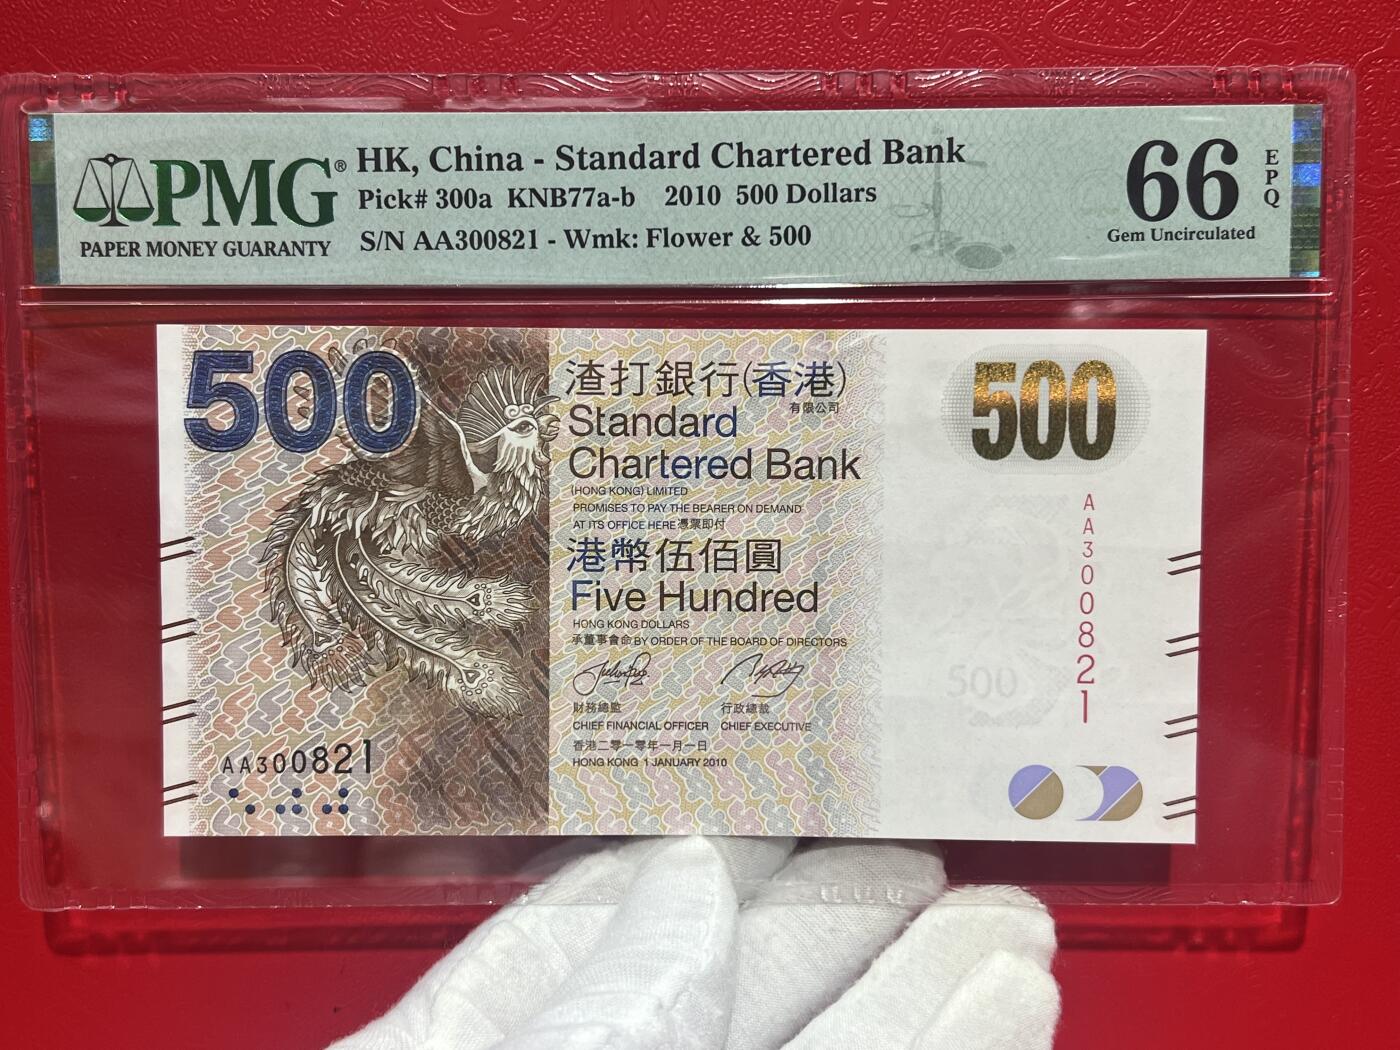 PMG®
PAPER MONEY GUARANTY
HK, China - Standard Chartered Bank
Pick# 300a KNB77a-b 2010 500 Dollars
S/N AA300821 - Wmk: Flower & 500
66
EPQ
Gem Uncirculated
500
渣打銀行(香港)
有限公司
Standard
Chartered Bank
(HONG KONG) LIMITED
PROMISES TO PAY THE BEARER ON DEMAND
AT ITS OFFICE HERE 憑票即付
港幣伍佰圓
Five Hundred
HONG KONG DOLLARS
承董事會命 BY ORDER OF THE BOARD OF DIRECTORS
財務總監
行政總裁
CHIEF FINANCIAL OFFICER
CHIEF EXECUTIVE
香港二零一零年一月一日
HONG KONG 1 JANUARY 2010
AA300821
500
AA300821
500